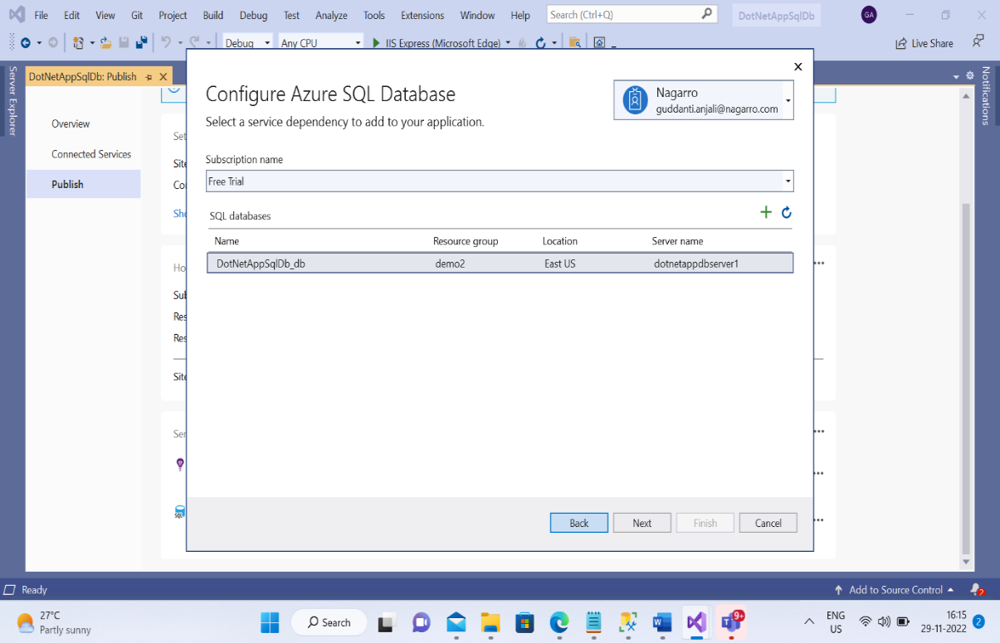 File Edit View Git Project Build Debug Test Analyze Tools Extensions Window Help Search (Ctrl+Q) DotNetAppSqlDb GA
Debug Any CPU IIS Express (Microsoft Edge) Live Share
Server Explorer
DotNetAppSqlDb: Publish
Notifications
Overview
Connected Services
Publish
Set
Site
Co
Sho
Ho
Sub
Res
Res
Site
Ser
SQL
Configure Azure SQL Database
Select a service dependency to add to your application.
Nagarro
guddanti.anjali@nagarro.com
Subscription name
Free Trial
SQL databases
Name Resource group Location Server name
DotNetAppSqlDb_db demo2 East US dotnetappdbserver1
Back Next Finish Cancel
Ready Add to Source Control 2
27°C
Partly sunny
Search
W
T
9+
ENG
US
16:15
29-11-2022
2